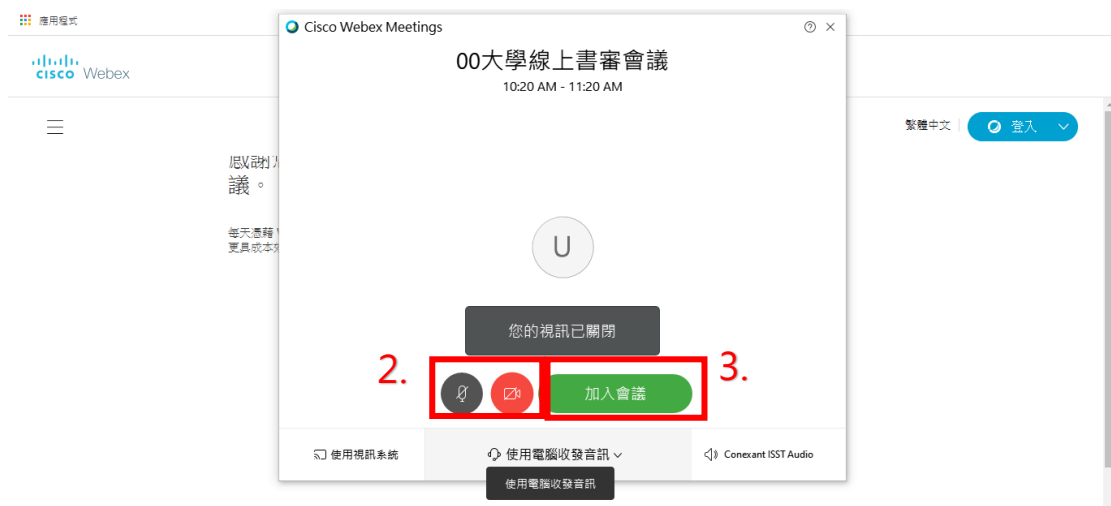 應用程式
Cisco Webex Meetings
CISCO Webex
00大學線上書審會議
10:20 AM - 11:20 AM
繁體中文
登入
感謝
議。
每天憑藉
更具成本
U
您的視訊已關閉
2.
3.
加入會議
使用視訊系統
使用電腦收發音訊
Conexant ISST Audio
使用電腦收發音訊